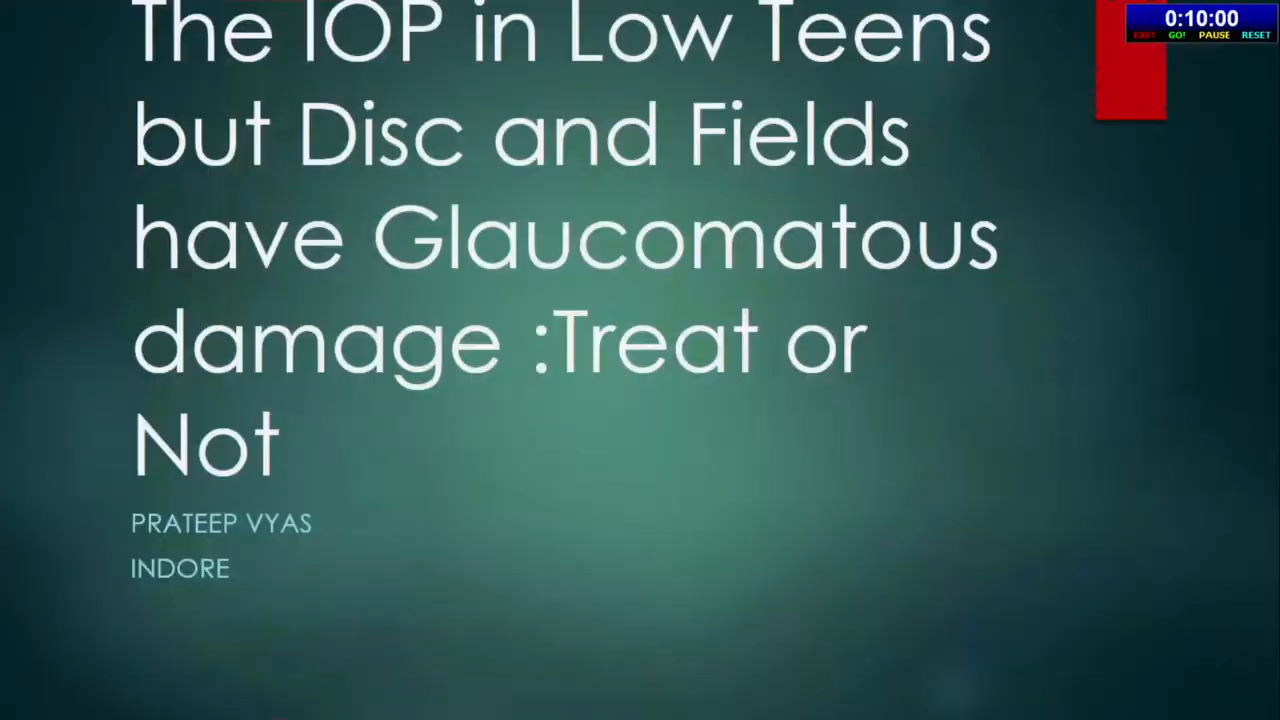 The IOP in Low Teens
but Disc and Fields
have Glaucomatous
damage :Treat or
Not
PRATEEP VYAS
INDORE
0:10:00
EXIT GO! PAUSE RESET